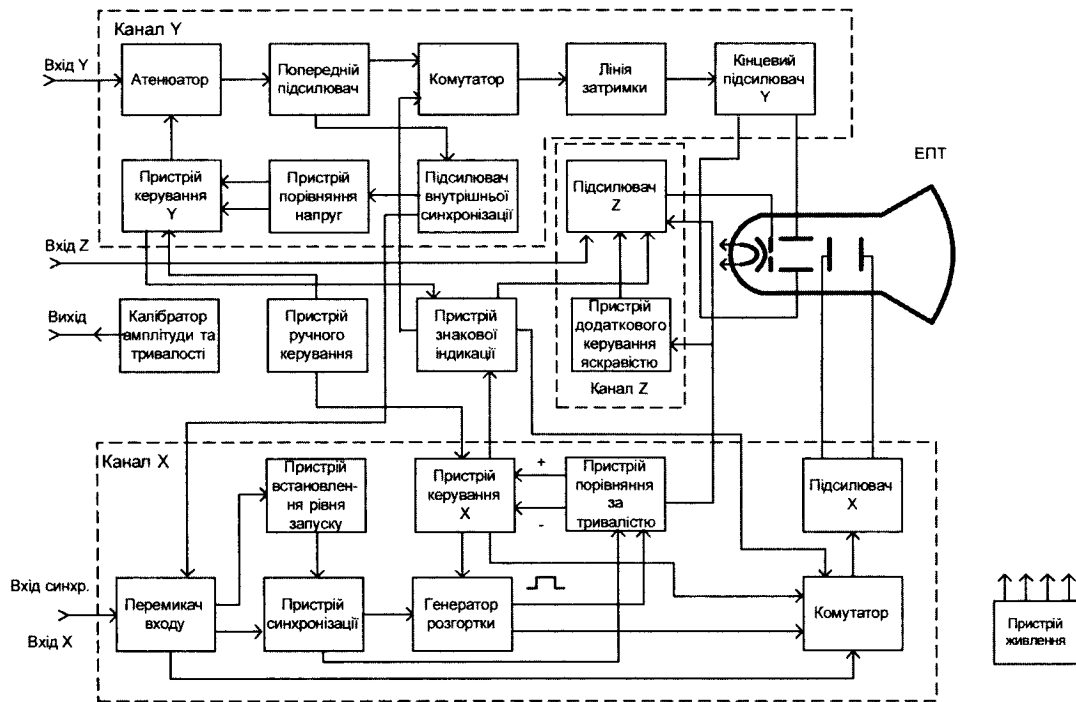 Канал Y
Вхід Y
Атенюатор
Попередній
підсилювач
Комутатор
Лінія
затримки
Кінцевий
підсилювач
Y
ЕПТ
Пристрій
керування
Y
Пристрій
порівняння
напруг
Підсилювач
внутрішньої
синхронізації
Підсилювач
Z
Вхід Z
Вихід
Калібратор
амплітуди та
тривалості
Пристрій
ручного
керування
Пристрій
знакової
індикації
Пристрій
додаткового
керування
яскравістю
Канал Z
Канал X
Пристрій
встановлен-
ня рівня
запуску
Пристрій
керування
X
+
-
Пристрій
порівняння
за
тривалістю
Підсилювач
X
Вхід синхр.
Вхід X
Перемикач
входу
Пристрій
синхронізації
Генератор
розгортки
Комутатор
Пристрій
живлення